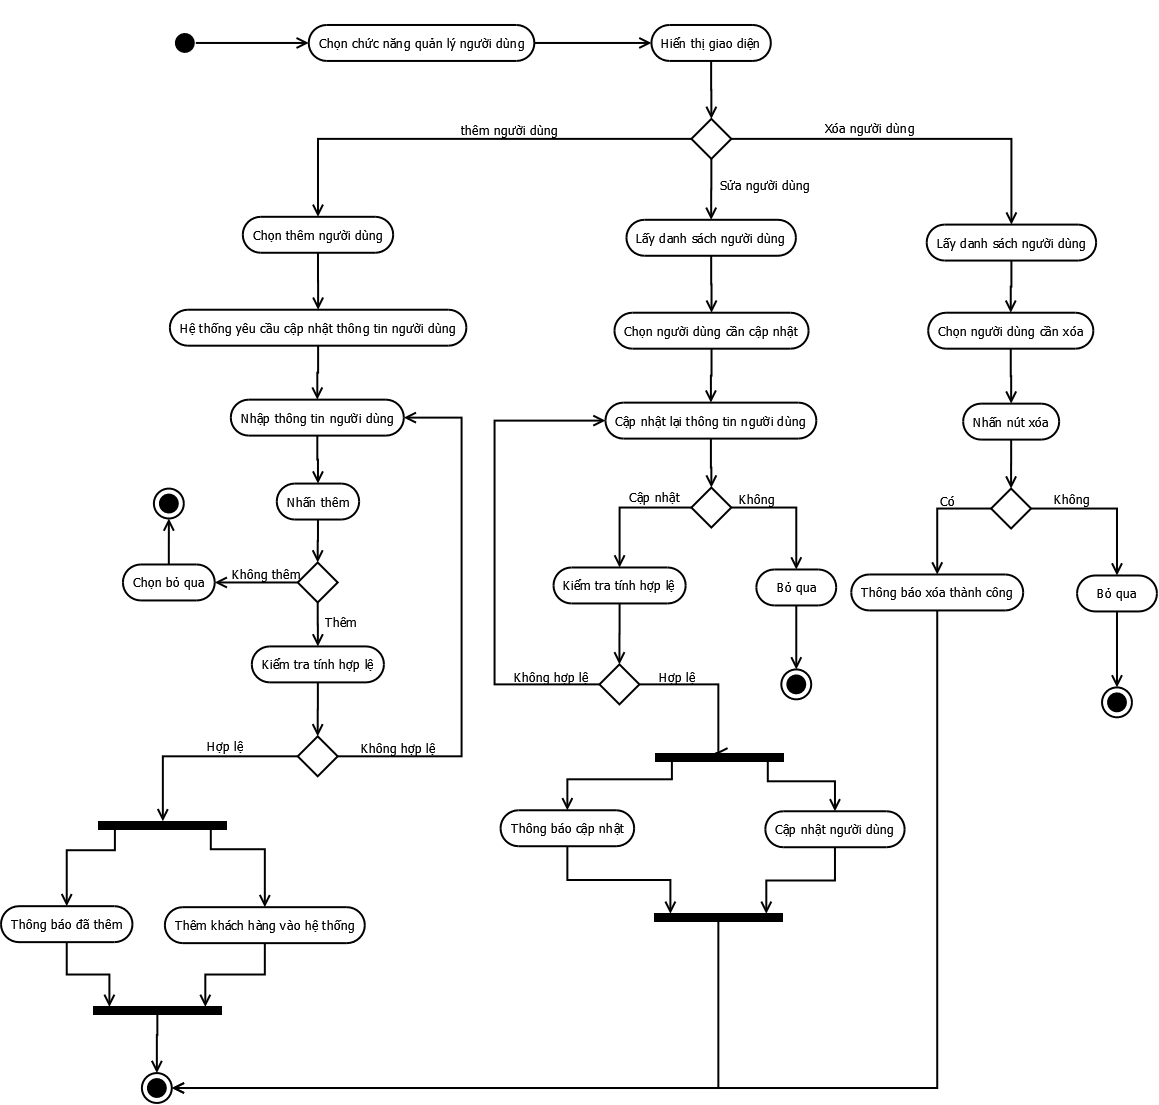 Chọn chức năng quản lý người dùng
Hiển thị giao diện
thêm người dùng
Xóa người dùng
Sửa người dùng
Chọn thêm người dùng
Lấy danh sách người dùng
Lấy danh sách người dùng
Hệ thống yêu cầu cập nhật thông tin người dùng
Chọn người dùng cần cập nhật
Chọn người dùng cần xóa
Nhập thông tin người dùng
Cập nhật lại thông tin người dùng
Nhấn nút xóa
Nhấn thêm
Cập nhật
Không
Có
Không
Chọn bỏ qua
Không thêm
Kiểm tra tính hợp lệ
Bỏ qua
Thông báo xóa thành công
Bỏ qua
Thêm
Kiểm tra tính hợp lệ
Không hợp lệ
Hợp lệ
Hợp lệ
Không hợp lệ
Thông báo cập nhật
Cập nhật người dùng
Thông báo đã thêm
Thêm khách hàng vào hệ thống